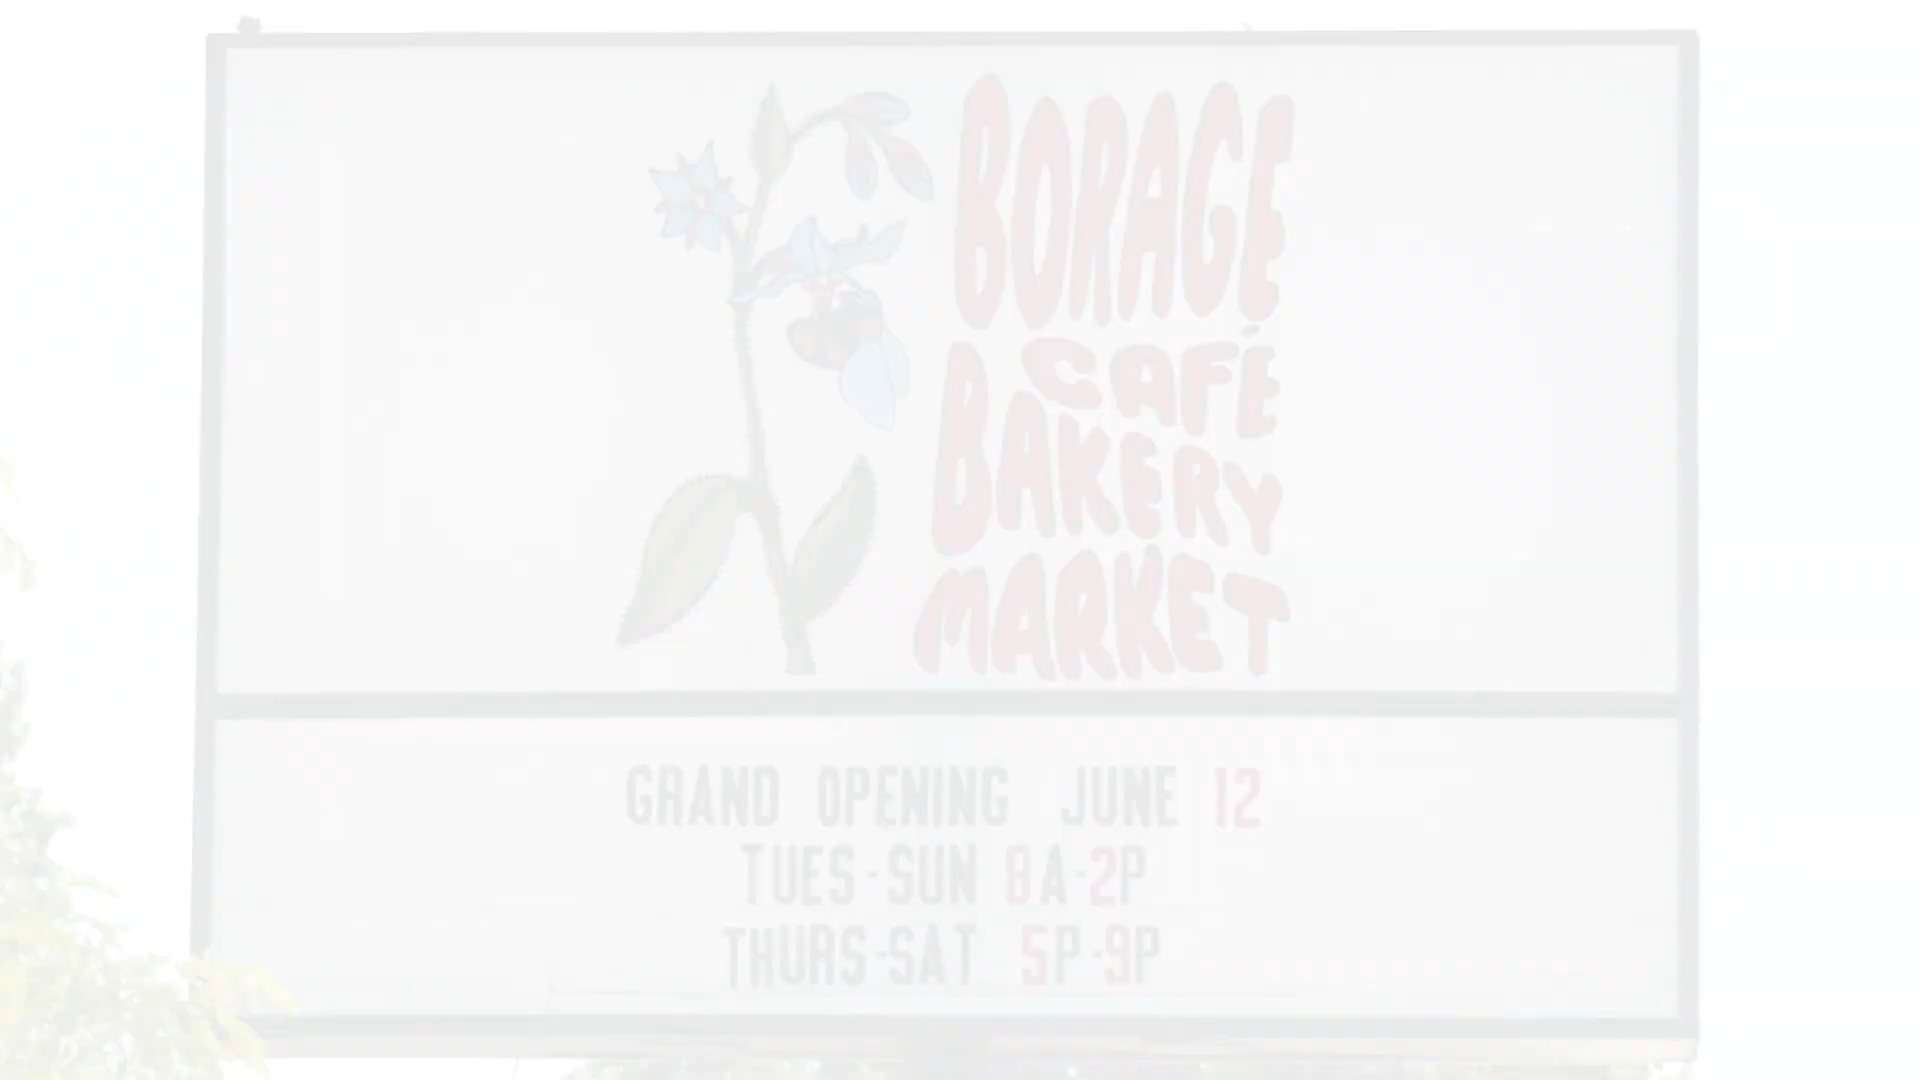 BORAGE
CAFÉ
BAKERY
MARKET
GRAND OPENING JUNE 12
TUES-SUN 8A-2P
THURS-SAT 5P-9P